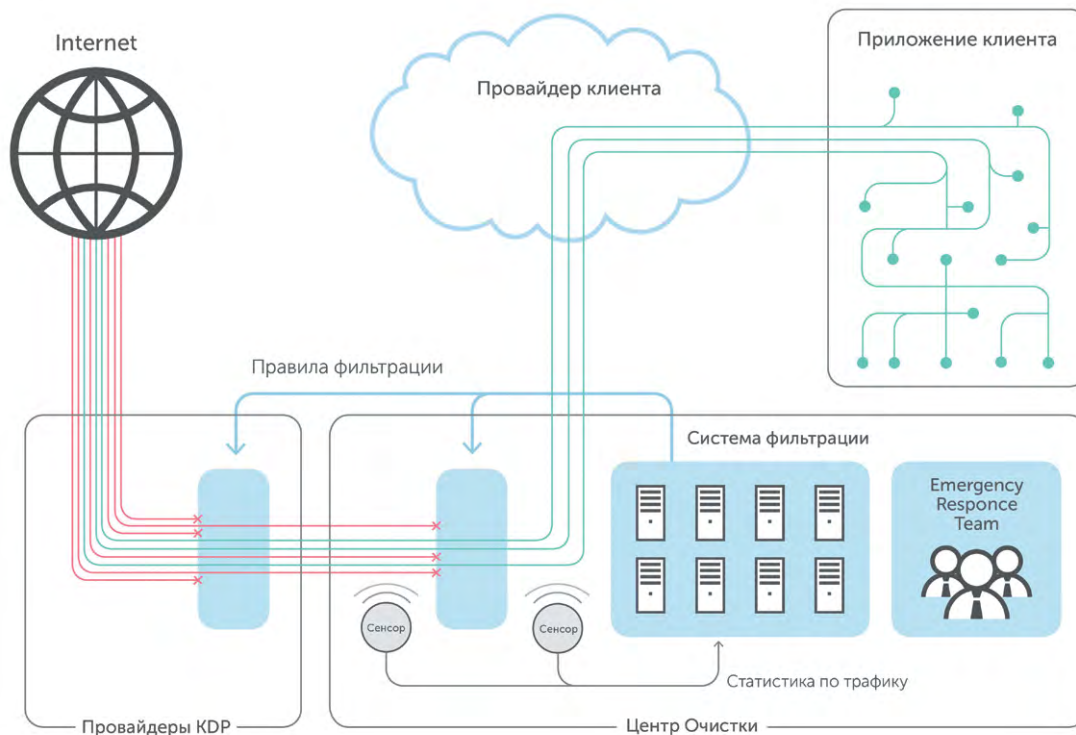 Internet
Провайдер клиента
Приложение клиента
Правила фильтрации
Система фильтрации
Emergency
Responce
Team
Сенсор
Сенсор
Статистика по трафику
Провайдеры KDP
Центр Очистки